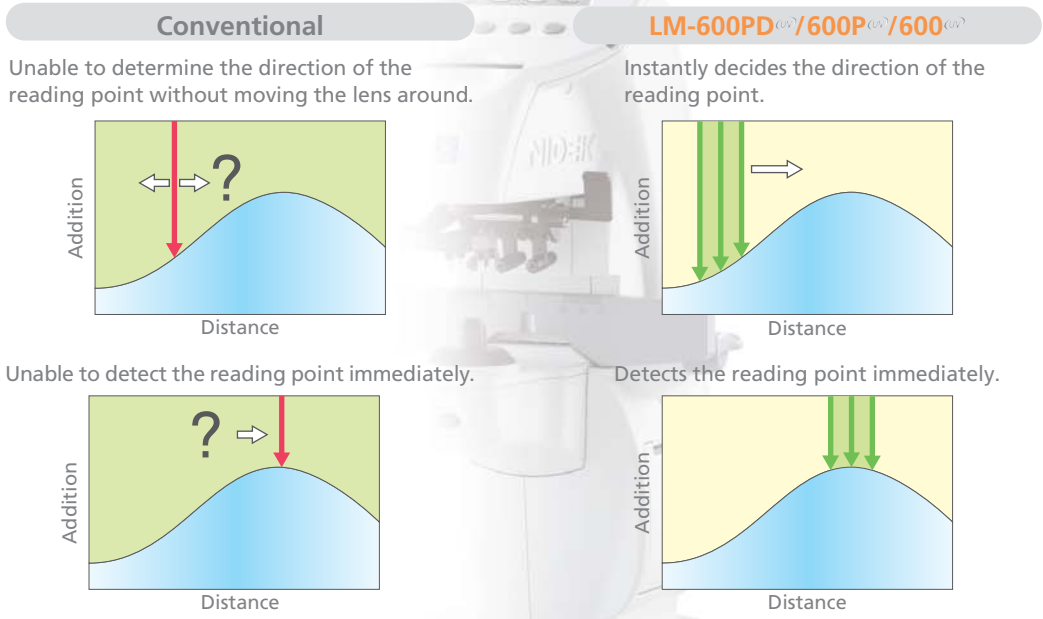 Conventional
LM-600PD(UV)/600P(UV)/600(UV)
Unable to determine the direction of the
reading point without moving the lens around.
Instantly decides the direction of the
reading point.
?
Addition
Distance
NIDEK
Addition
Distance
Unable to detect the reading point immediately.
Detects the reading point immediately.
?
Addition
Distance
Addition
Distance